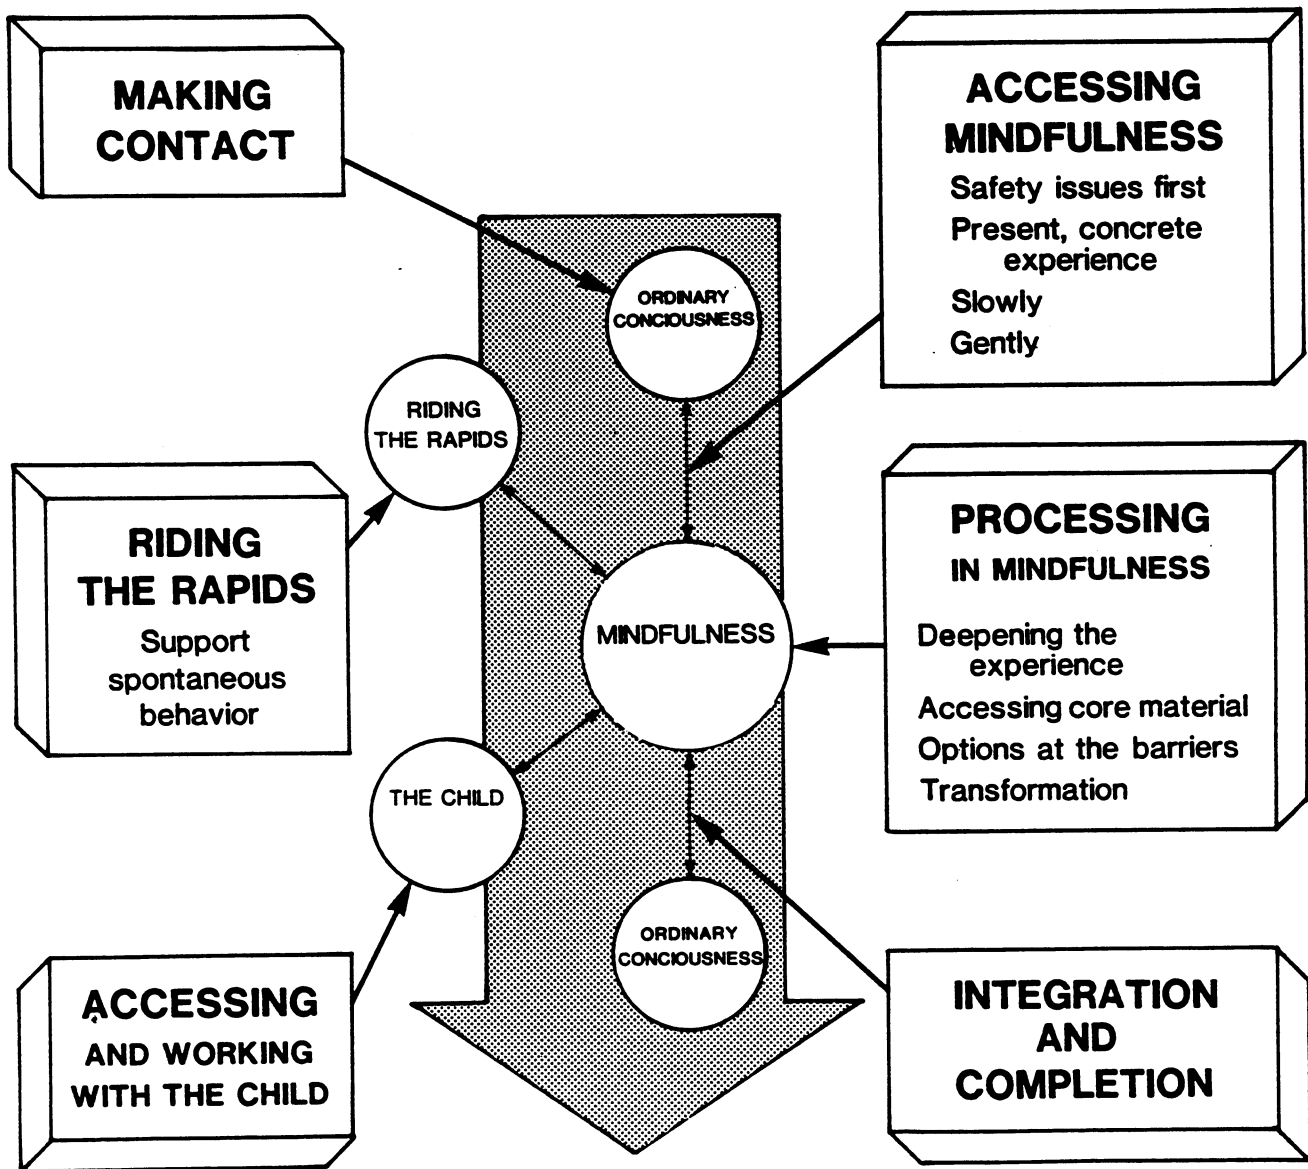 MAKING
CONTACT
ACCESSING
MINDFULNESS
Safety issues first
Present, concrete
experience
Slowly
Gently
ORDINARY
CONCIOUSNESS
RIDING
THE RAPIDS
RIDING
THE RAPIDS
Support
spontaneous
behavior
MINDFULNESS
PROCESSING
IN MINDFULNESS
Deepening the
experience
Accessing core material
Options at the barriers
Transformation
THE CHILD
ORDINARY
CONCIOUSNESS
ACCESSING
AND WORKING
WITH THE CHILD
INTEGRATION
AND
COMPLETION